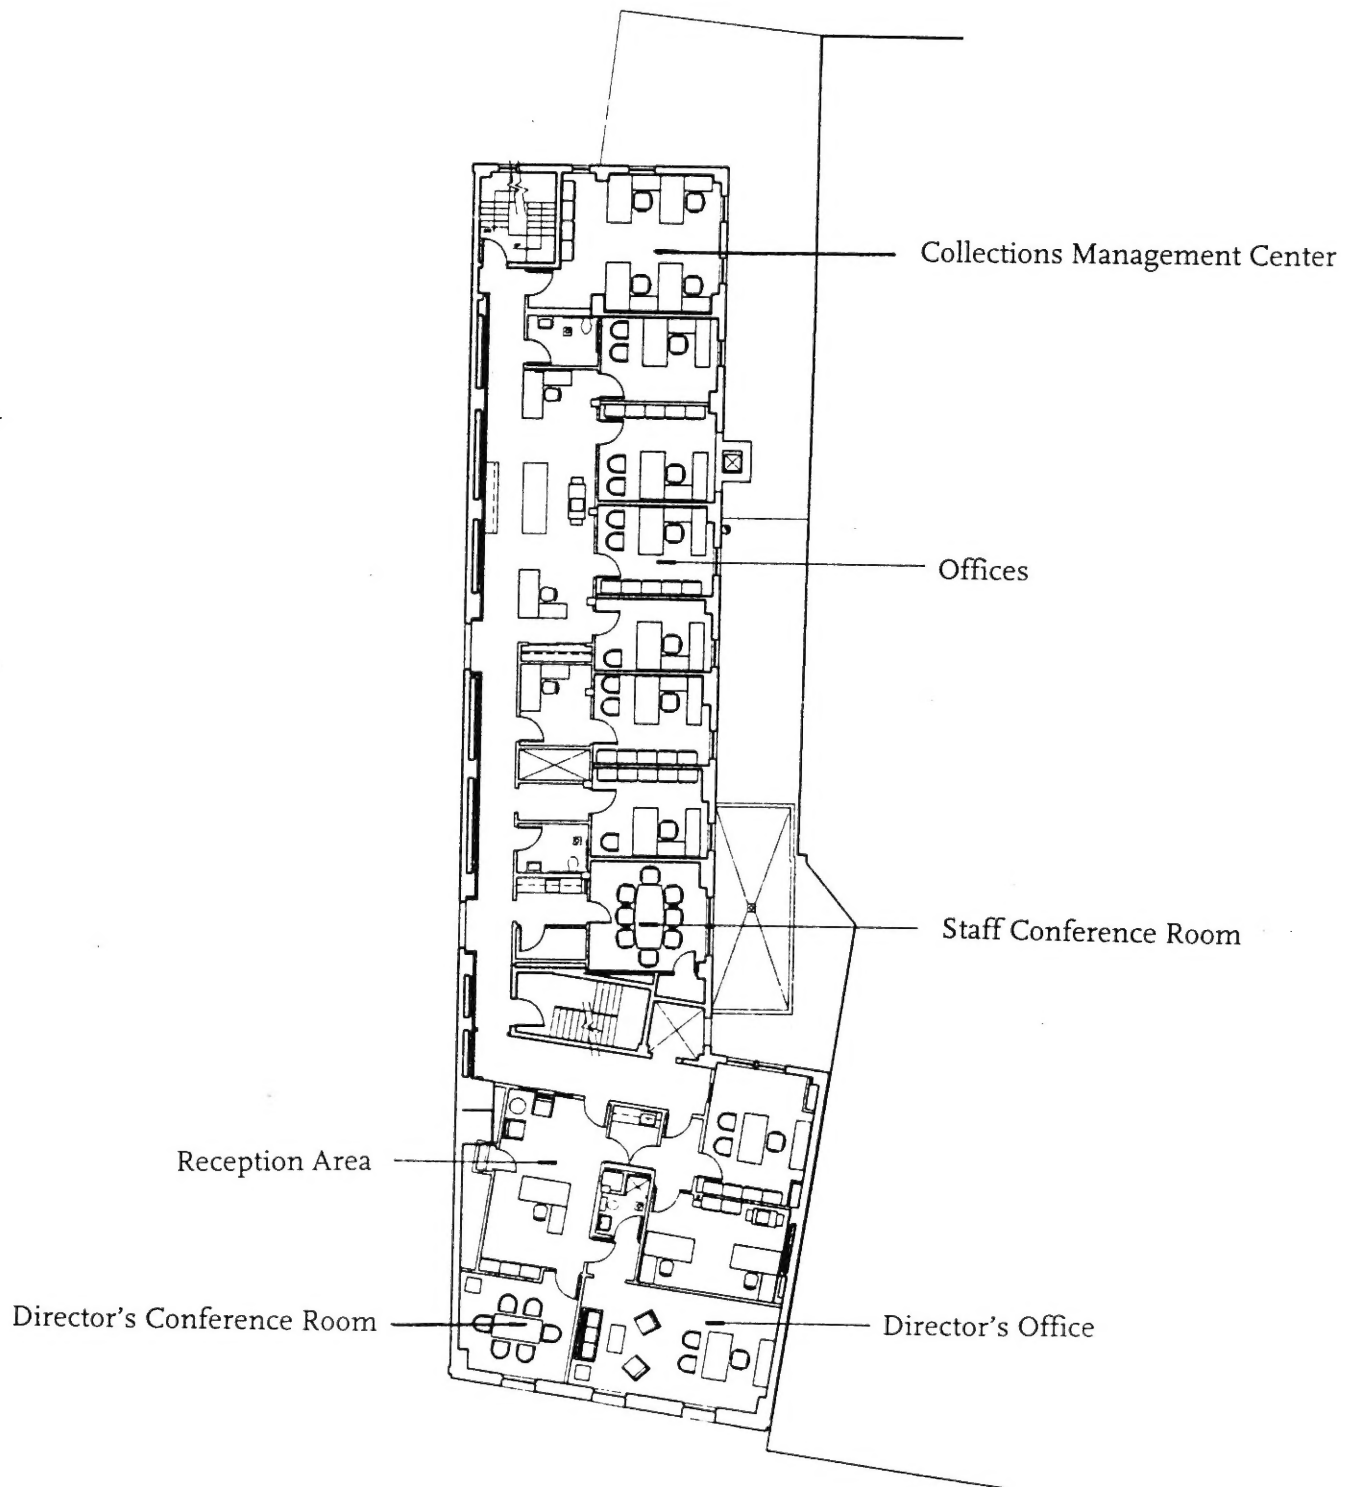 Collections Management Center
Offices
Staff Conference Room
Reception Area
Director's Conference Room
Director's Office